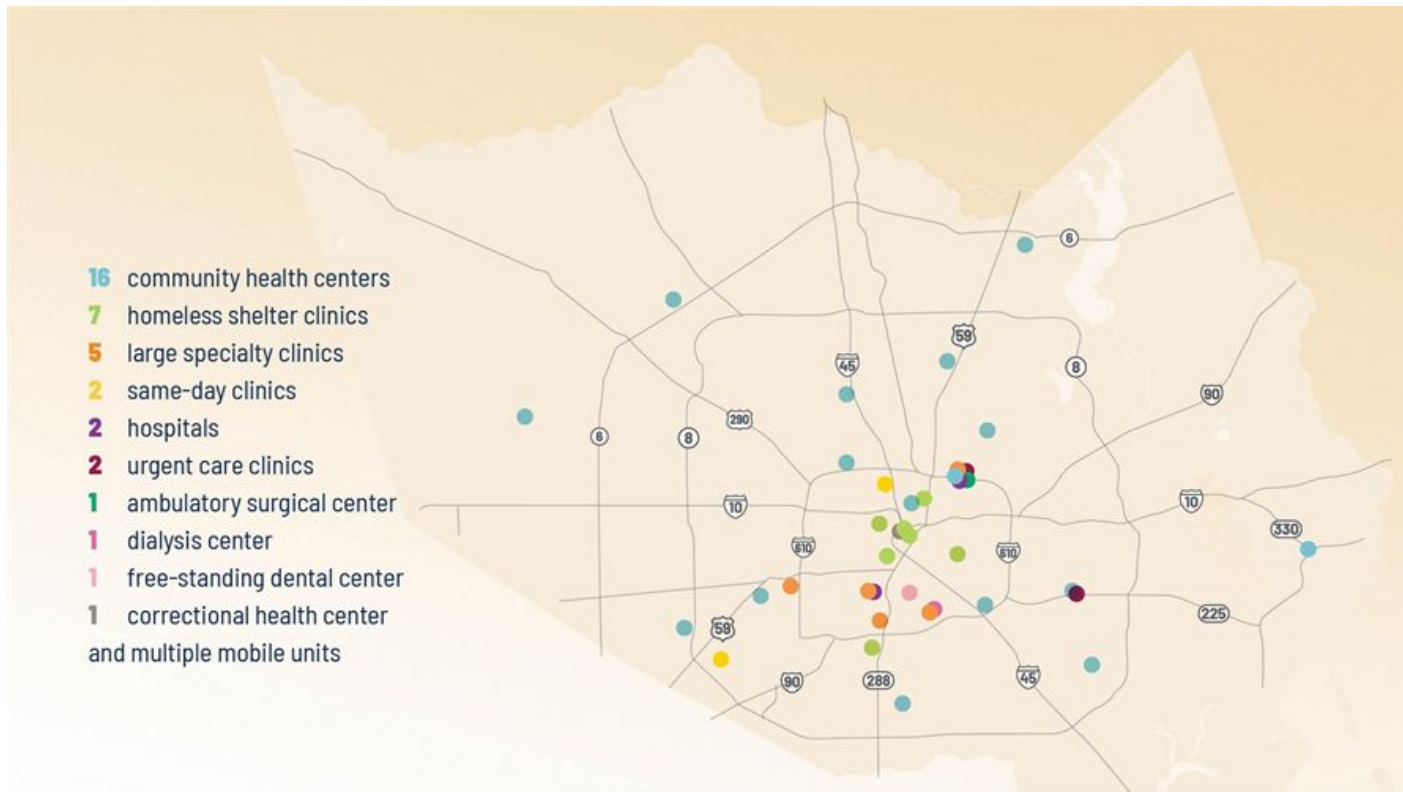 16 community health centers
7 homeless shelter clinics
5 large specialty clinics
2 same-day clinics
2 hospitals
2 urgent care clinics
1 ambulatory surgical center
1 dialysis center
1 free-standing dental center
1 correctional health center
and multiple mobile units
6
59
45
8
290
90
6
8
10
10
330
610
610
225
59
90
288
45